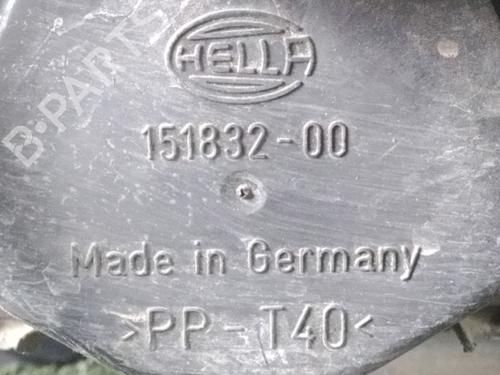 HELLA
B-PARTS
151832-00
Made in Germany
>PP-T40<